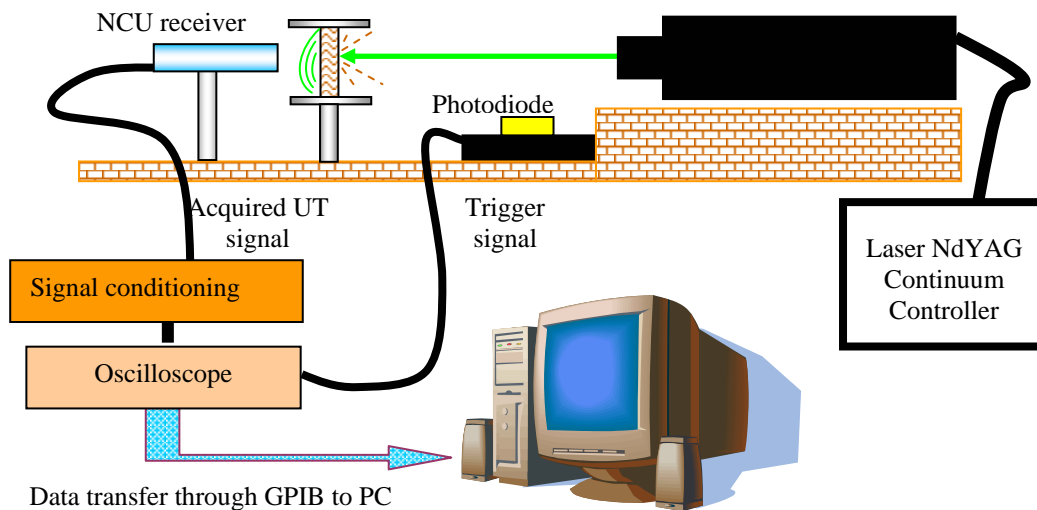 NCU receiver
Photodiode
Acquired UT
signal
Trigger
signal
Laser NdYAG
Continuum
Controller
Signal conditioning
Oscilloscope
Data transfer through GPIB to PC